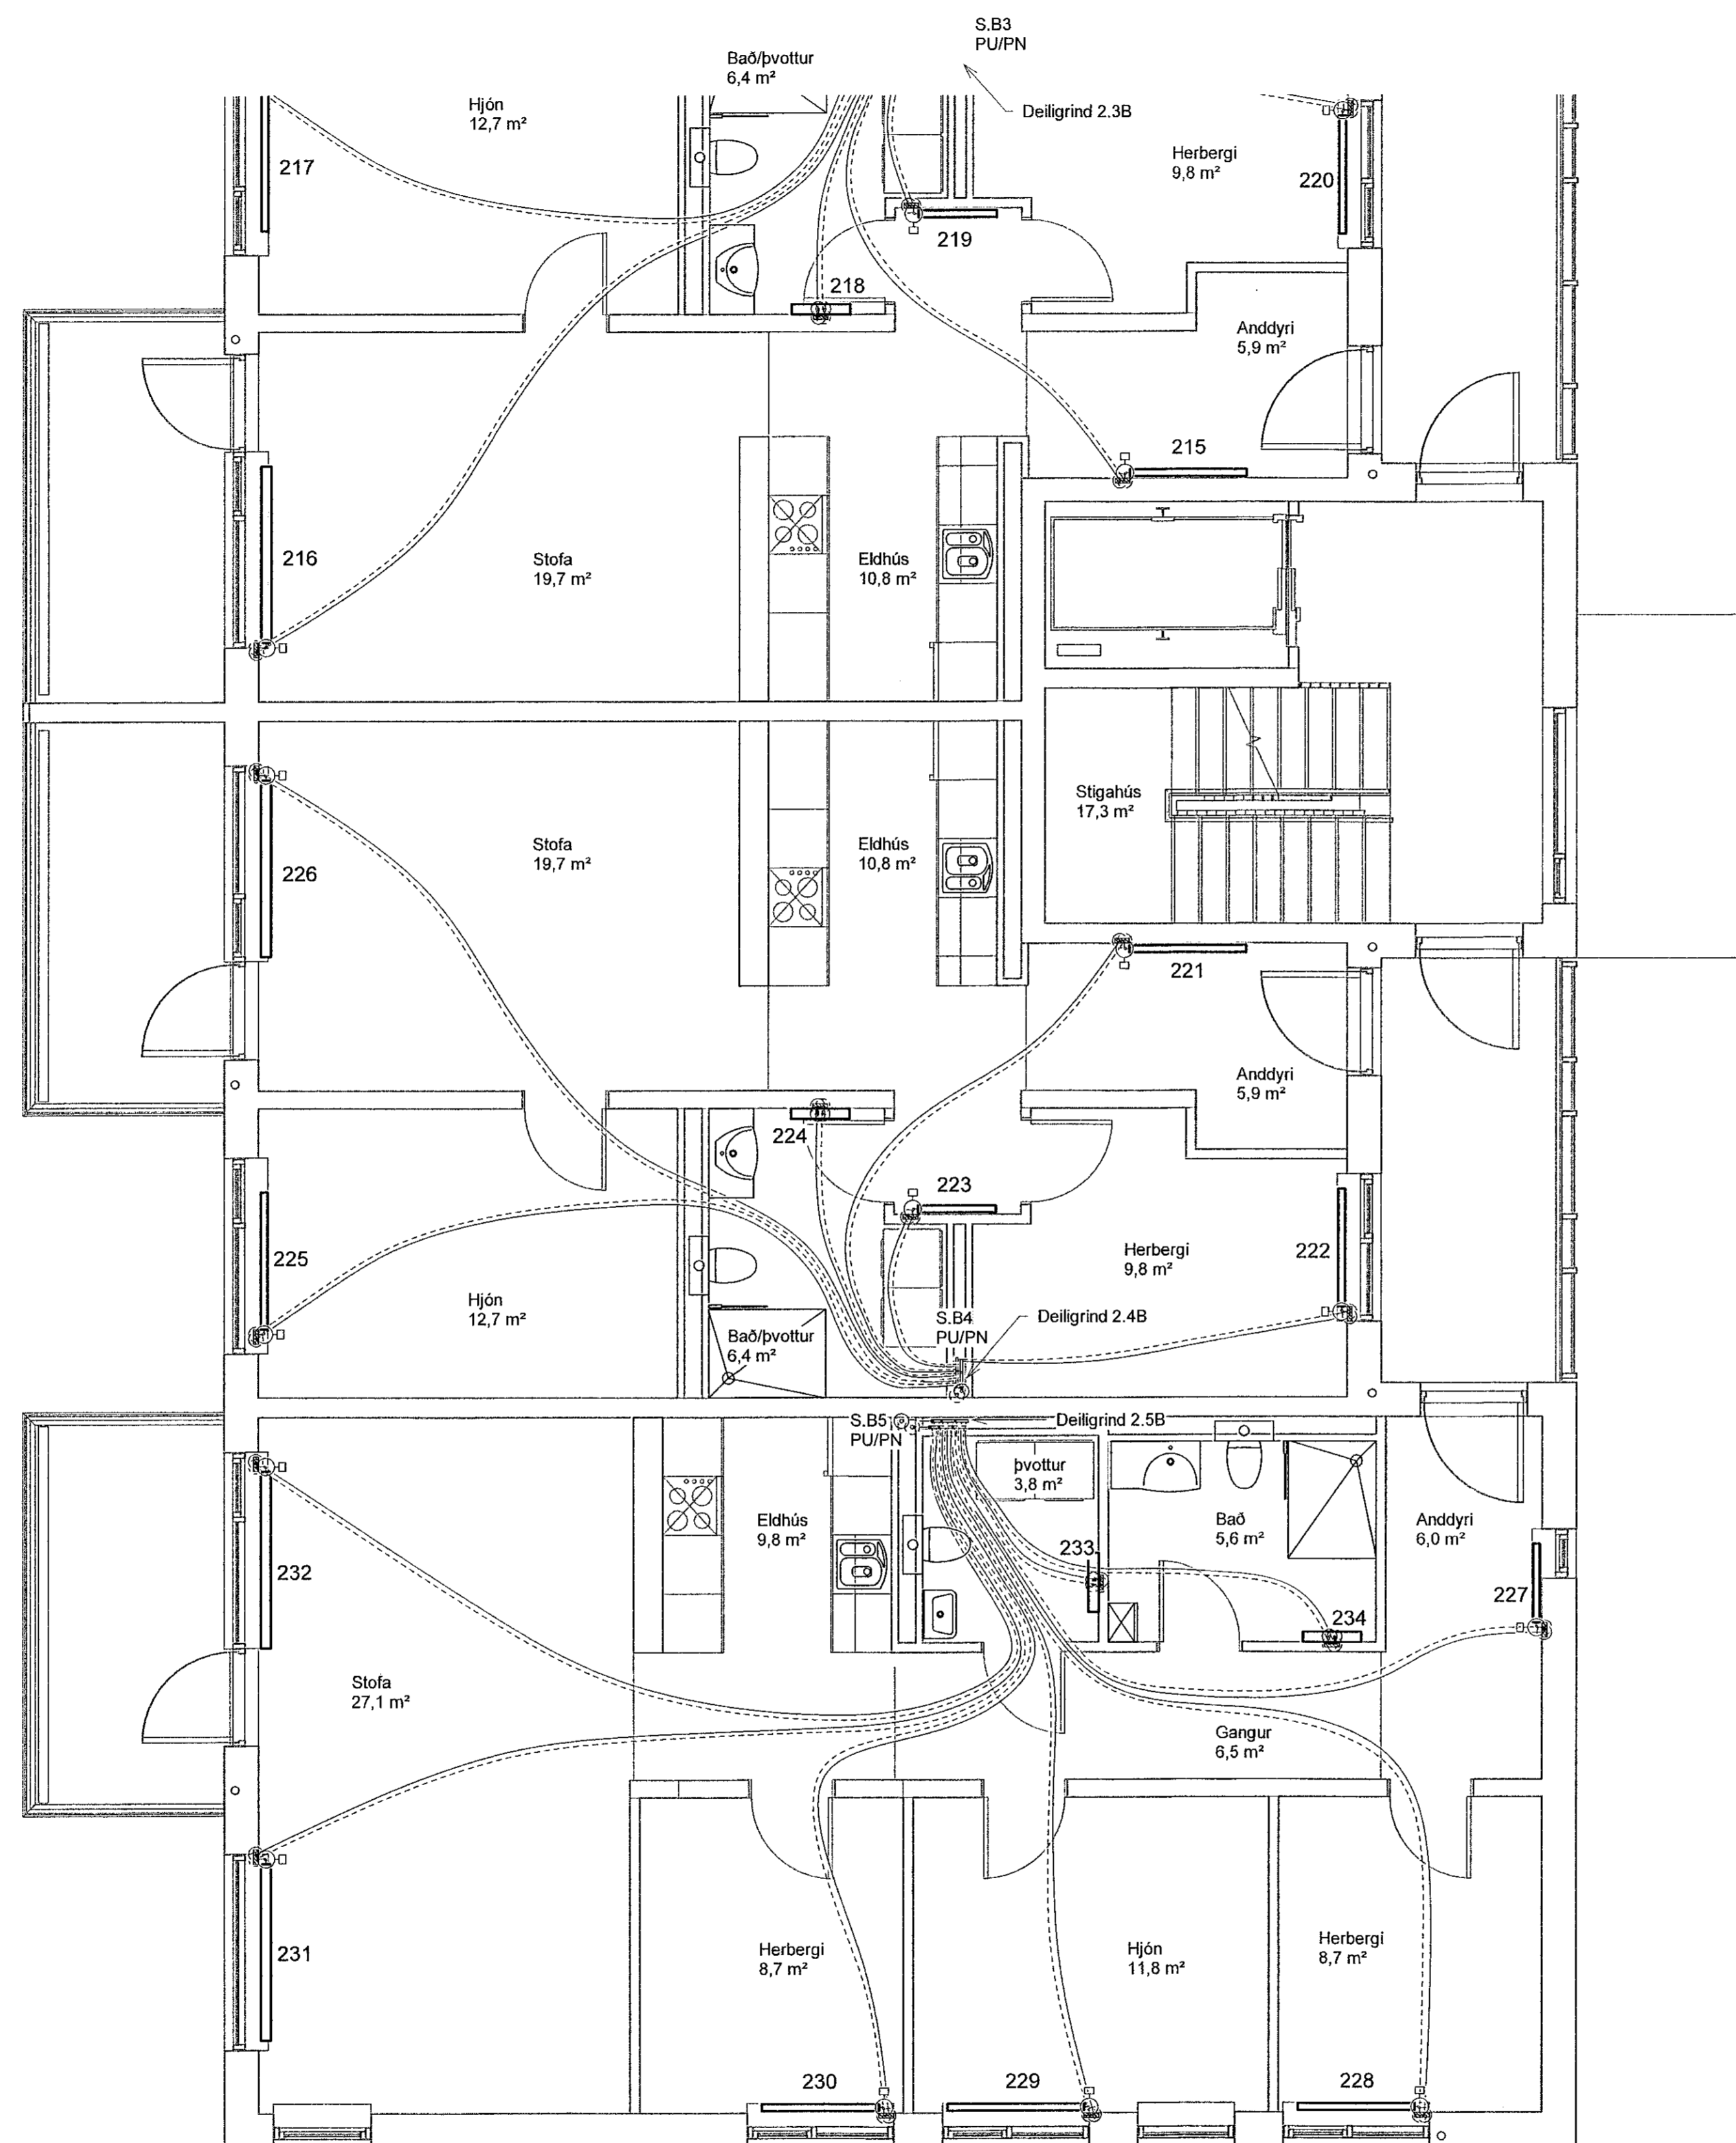 S.B3
PU/PN
Bað/þvottur
6,4 m²
Hjón
12,7 m²
Deiligrind 2.3B
217
Herbergi
9,8 m²
220
219
218
Anddyri
5,9 m²
215
216
Stofa
19,7 m²
Eldhús
10,8 m²
Stigahús
17,3 m²
226
Stofa
19,7 m²
Eldhús
10,8 m²
221
Anddyri
5,9 m²
224
223
225
Herbergi
9,8 m²
222
Hjón
12,7 m²
S.B4
PU/PN
Deiligrind 2.4B
Bað/þvottur
6,4 m²
S.B5
PU/PN
Deiligrind 2.5B
þvottur
3,8 m²
Eldhús
9,8 m²
Bað
5,6 m²
Anddyri
6,0 m²
232
233
227
234
Stofa
27,1 m²
Gangur
6,5 m²
231
Herbergi
8,7 m²
Hjón
11,8 m²
Herbergi
8,7 m²
230
229
228